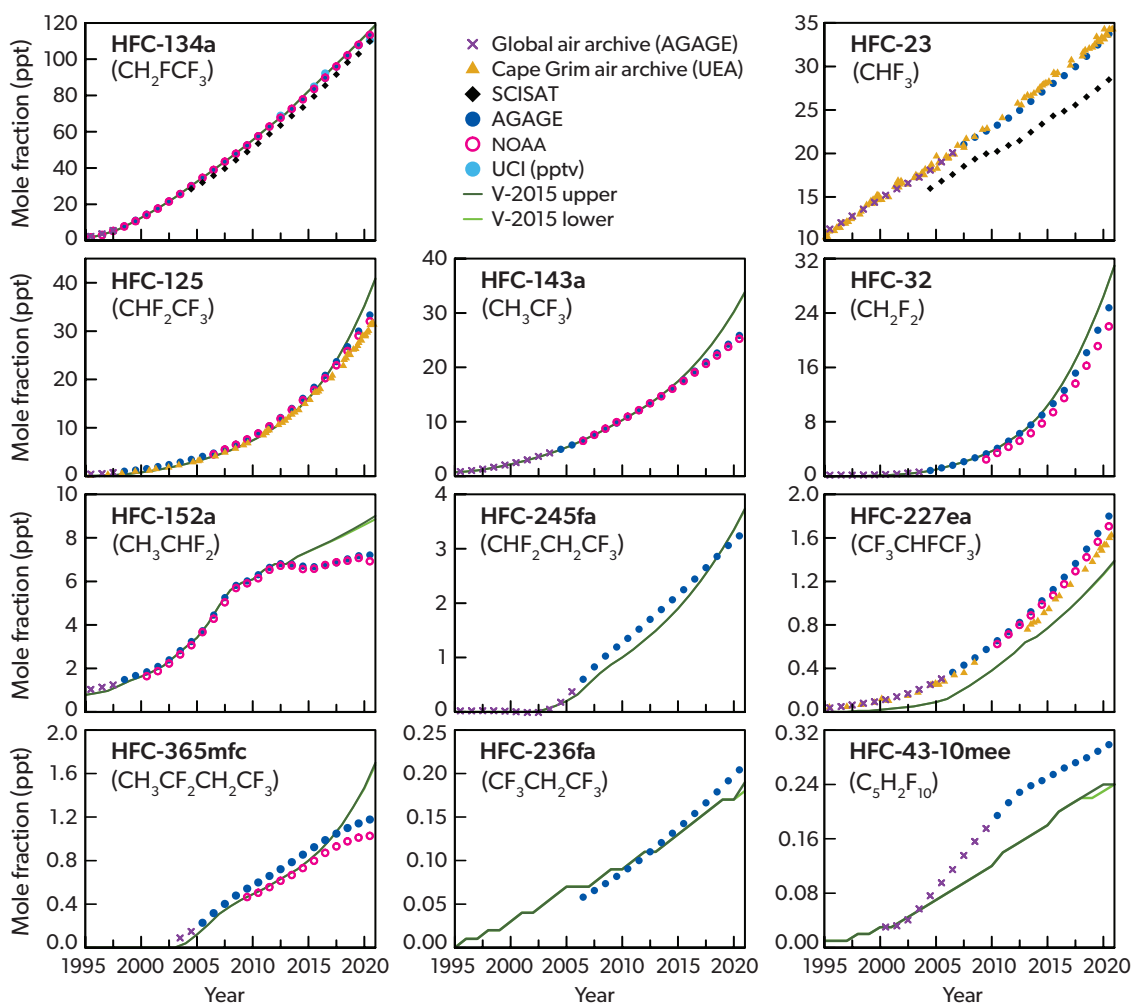 HFC-134a
(CH₂FCF₃)
Mole fraction (ppt)
120
100
80
60
40
20
0
Global air archive (AGAGE)
Cape Grim air archive (UEA)
SCISAT
AGAGE
NOAA
UCI (pptv)
V-2015 upper
V-2015 lower
HFC-23
(CHF₃)
35
30
25
20
15
10
HFC-125
(CHF₂CF₃)
Mole fraction (ppt)
40
30
20
10
0
HFC-143a
(CH₃CF₃)
40
30
20
10
0
HFC-32
(CH₂F₂)
32
24
16
8
0
HFC-152a
(CH₃CHF₂)
Mole fraction (ppt)
10
8
6
4
2
0
HFC-245fa
(CHF₂CH₂CF₃)
4
3
2
1
0
HFC-227ea
(CF₃CHFCF₃)
2.0
1.6
1.2
0.8
0.4
0.0
HFC-365mfc
(CH₃CF₂CH₂CF₃)
Mole fraction (ppt)
2.0
1.6
1.2
0.8
0.4
0.0
1995 2000 2005 2010 2015 2020
Year
HFC-236fa
(CF₃CH₂CF₃)
0.25
0.20
0.15
0.10
0.05
0.00
1995 2000 2005 2010 2015 2020
Year
HFC-43-10mee
(C₅H₂F₁₀)
0.32
0.24
0.16
0.08
0.00
1995 2000 2005 2010 2015 2020
Year